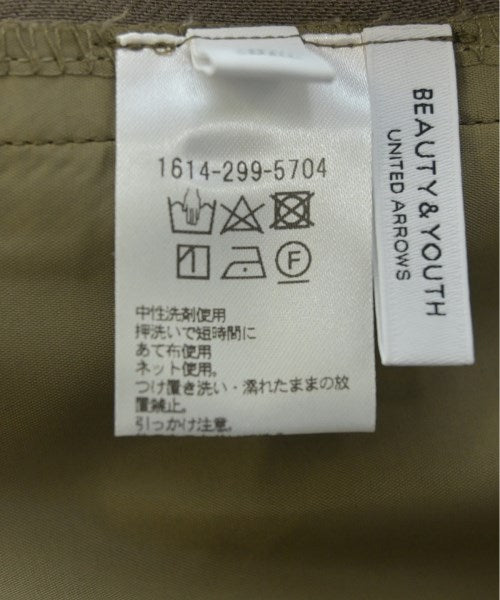 1614-299-5704
F
中性洗剤使用
押洗いで短時間に
あて布使用
ネット使用。
つけ置き洗い・濡れたままの放
置禁止。
引っかけ注意。
BEAUTY & YOUTH
UNITED ARROWS